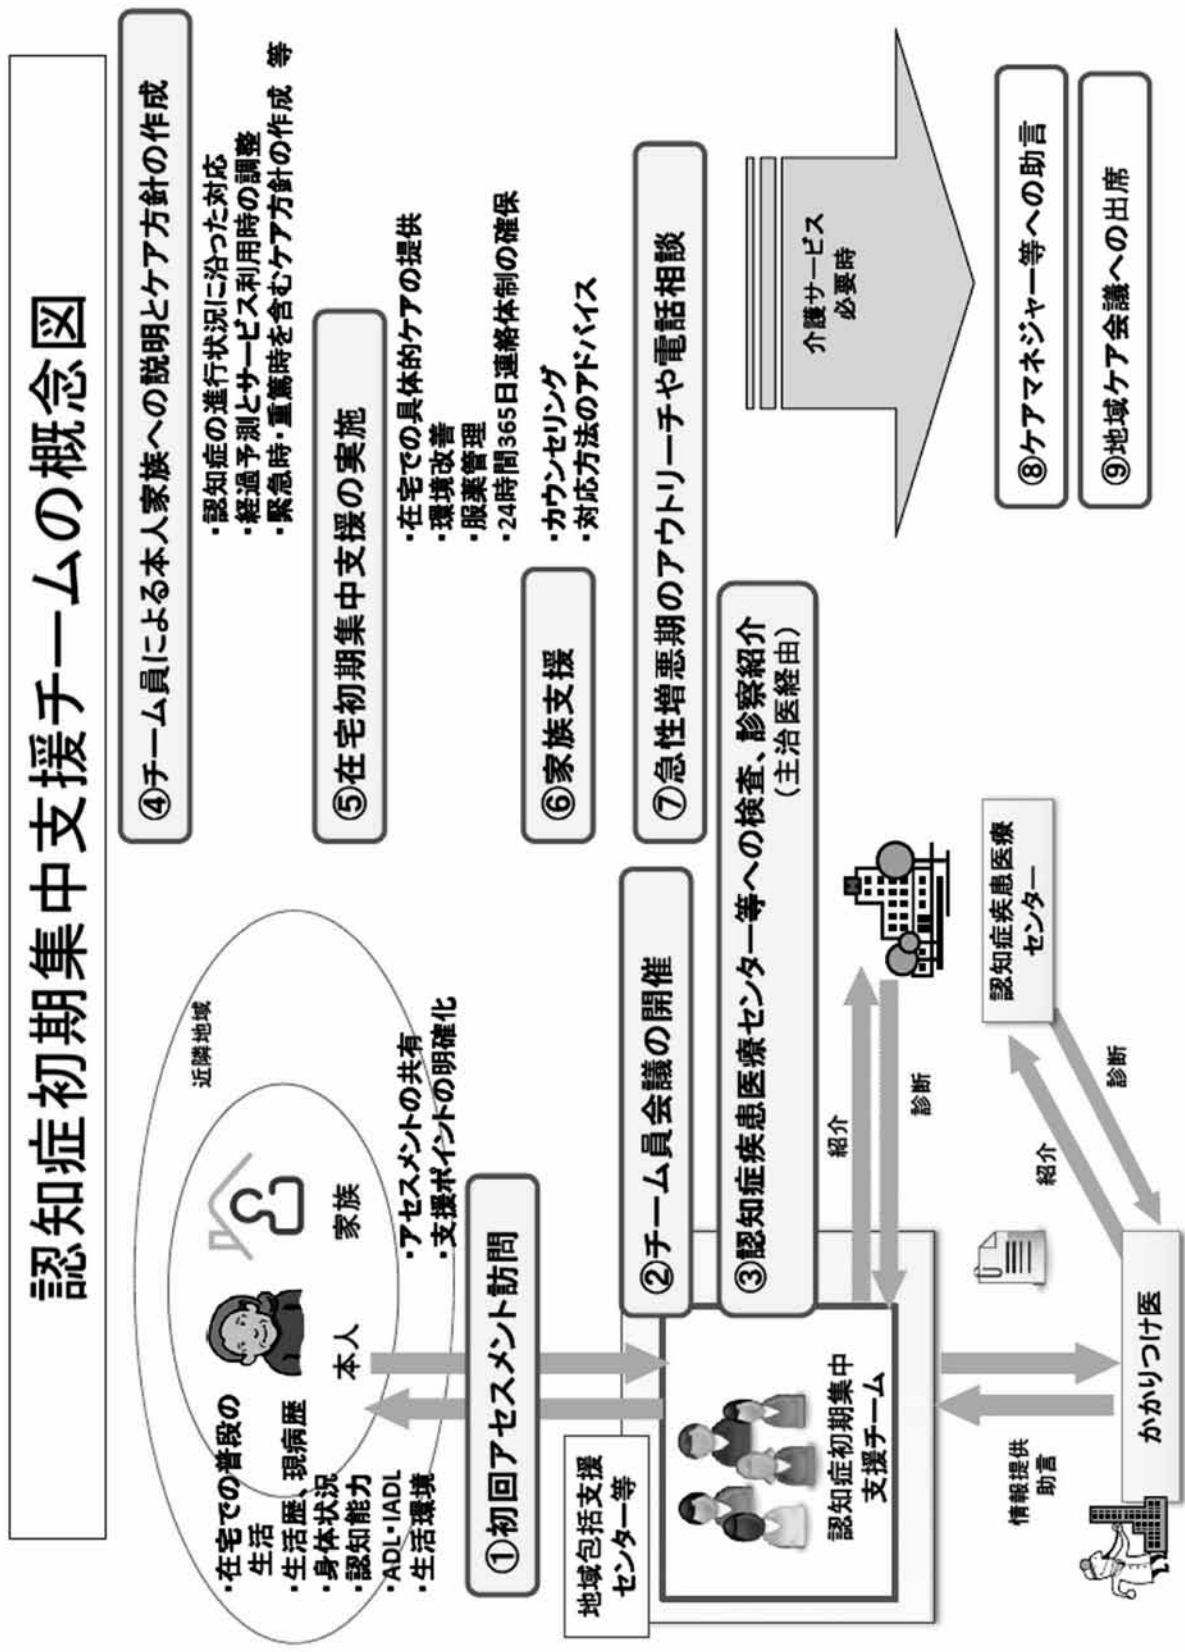 認知症初期集中支援チームの概念図
近隣地域
本人
家族
・在宅での普段の
生活
・生活歴、現病歴
・身体状況
・認知能力
・ADL・IADL
・生活環境
・アセスメントの共有
・支援ポイントの明確化
①初回アセスメント訪問
地域包括支援
センター等
認知症初期集中
支援チーム
②チーム員会議の開催
③認知症疾患医療センター等への検査、診察紹介
(主治医経由)
紹介
診断
情報提供
助言
かかりつけ医
紹介
診断
認知症疾患医療
センター
④チーム員による本人家族への説明とケア方針の作成
・認知症の進行状況に沿った対応
・経過予測とサービス利用時の調整
・緊急時・重篤時を含むケア方針の作成 等
⑤在宅初期集中支援の実施
・在宅での具体的ケアの提供
・環境改善
・服薬管理
・24時間365日連絡体制の確保
⑥家族支援
・カウンセリング
・対応方法のアドバイス
⑦急性増悪期のアウトリーチや電話相談
介護サービス
必要時
⑧ケアマネジャー等への助言
⑨地域ケア会議への出席
H